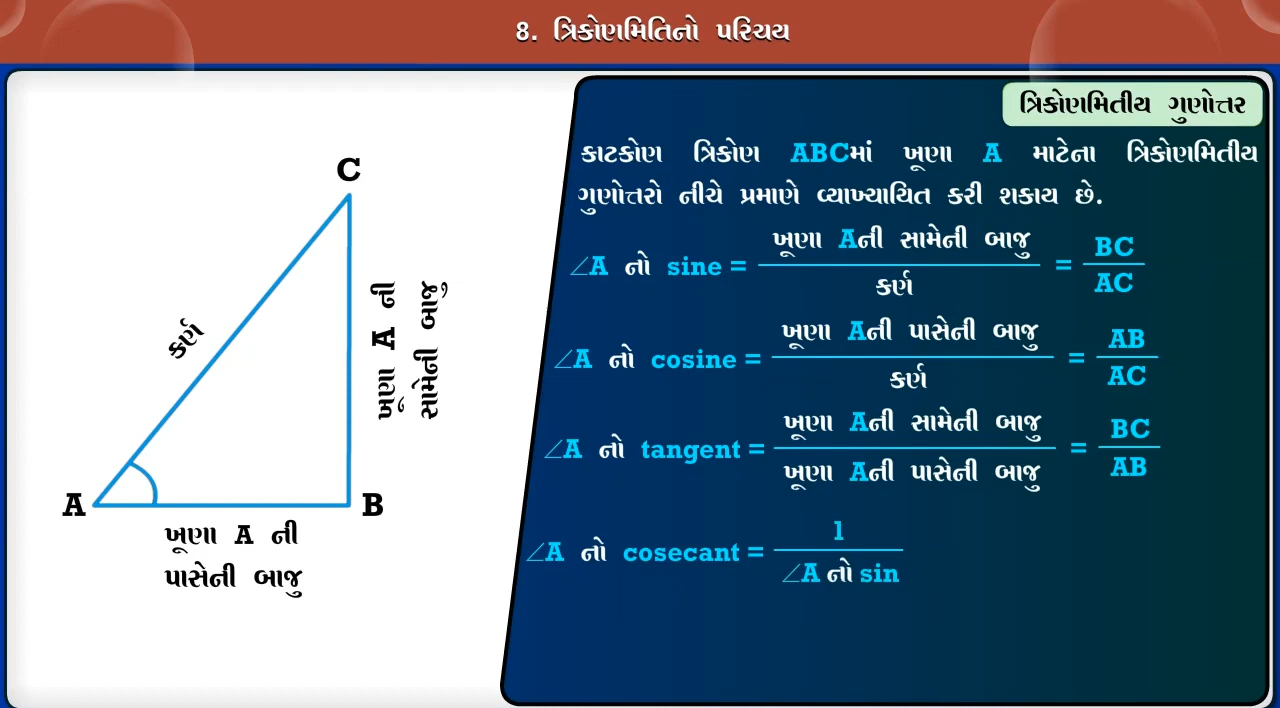 8. ત્રિકોણમિતિનો પરિચય
ત્રિકોણમિતીય ગુણોત્તર
કાટકોણ ત્રિકોણ ABCમાં ખૂણા A માટેના ત્રિકોણમિતીય
ગુણોત્તરો નીચે પ્રમાણે વ્યાખ્યાયિત કરી શકાય છે.
∠A નો sine = ખૂણા Aની સામેની બાજુ / કર્ણ = BC / AC
∠A નો cosine = ખૂણા Aની પાસેની બાજુ / કર્ણ = AB / AC
∠A નો tangent = ખૂણા Aની સામેની બાજુ / ખૂણા Aની પાસેની બાજુ = BC / AB
∠A નો cosecant = 1 / ∠A નો sin
C
કર્ણ
ખૂણા A ની
સામેની બાજુ
A
B
ખૂણા A ની
પાસેની બાજુ